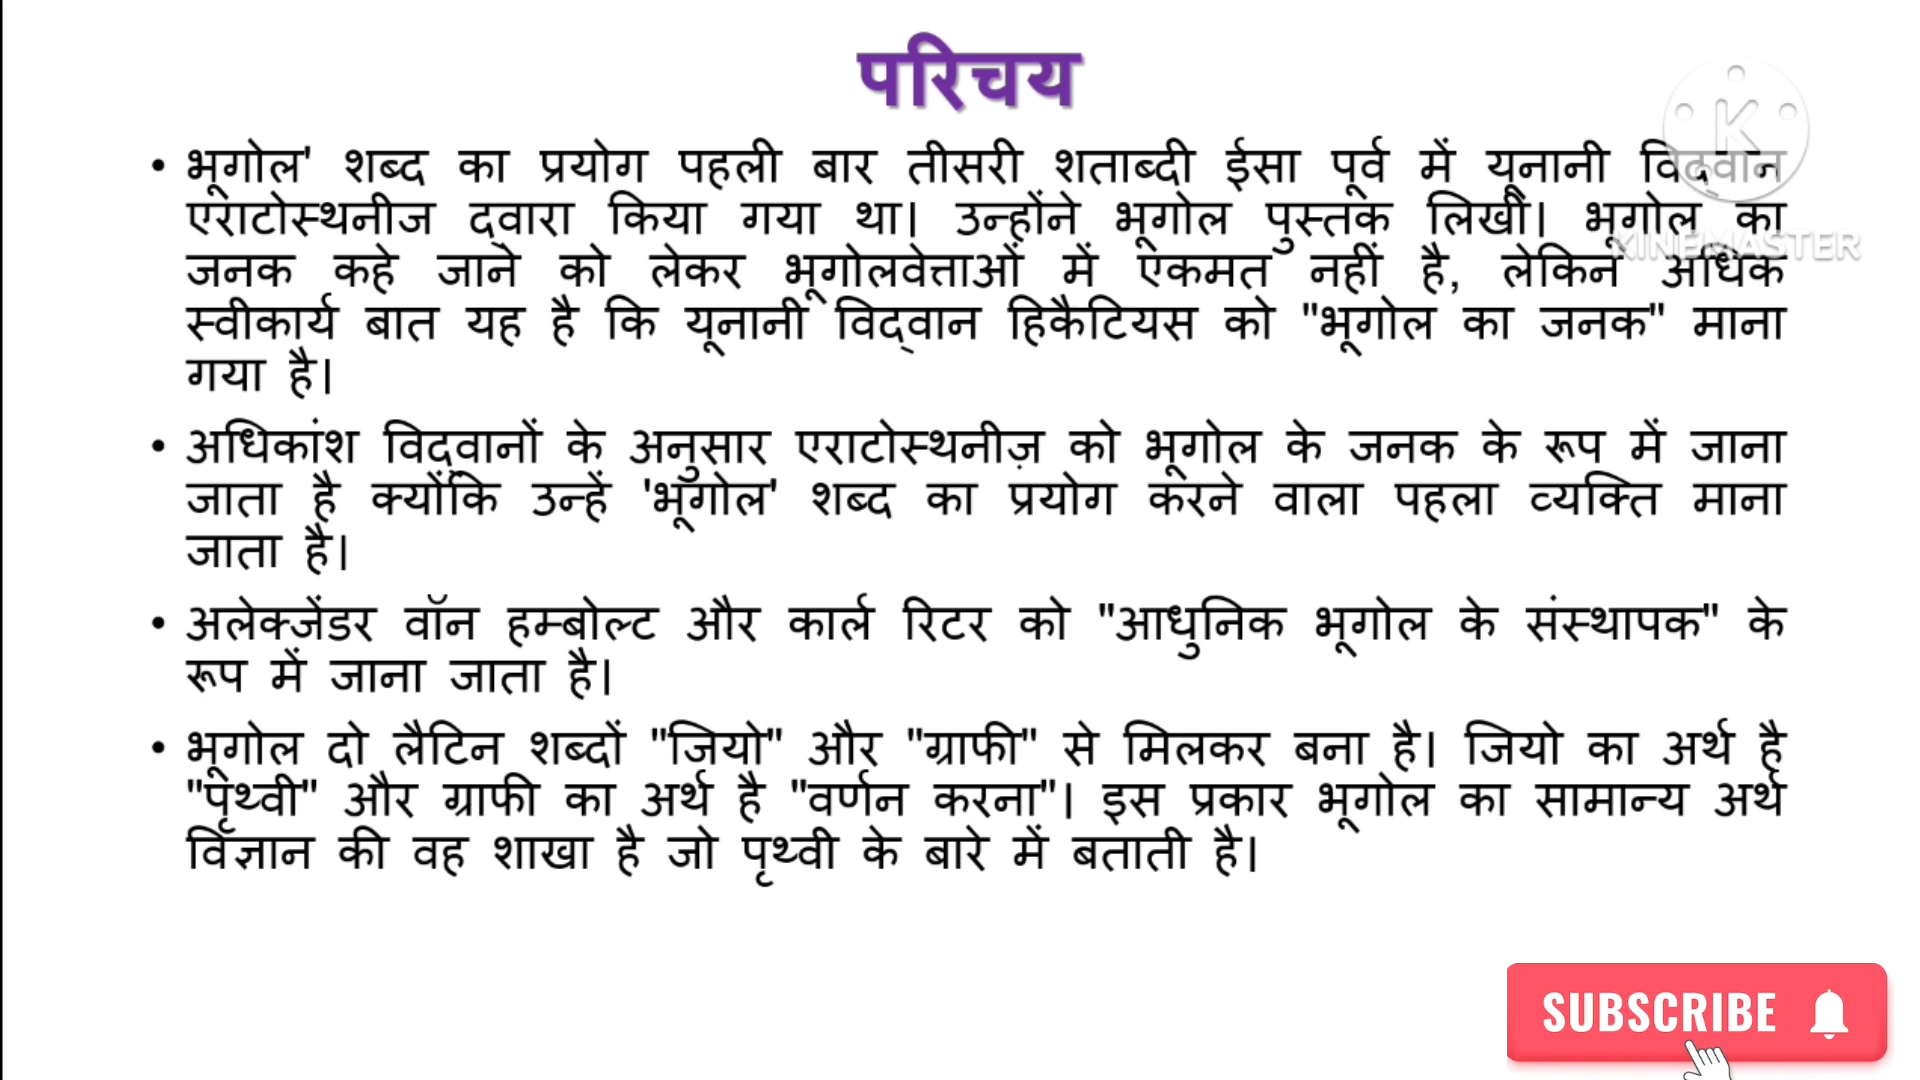 परिचय
• भूगोल' शब्द का प्रयोग पहली बार तीसरी शताब्दी ईसा पूर्व में यूनानी विद्वान
एराटोस्थनीज द्वारा किया गया था। उन्होंने भूगोल पुस्तक लिखी। भूगोल का
जनक कहे जाने को लेकर भूगोलवेत्ताओं में एकमत नहीं है, लेकिन अधिक
स्वीकार्य बात यह है कि यूनानी विद्वान हिकैटियस को "भूगोल का जनक" माना
गया है।
• अधिकांश विद्वानों के अनुसार एराटोस्थनीज़ को भूगोल के जनक के रूप में जाना
जाता है क्योंकि उन्हें 'भूगोल' शब्द का प्रयोग करने वाला पहला व्यक्ति माना
जाता है।
• अलेक्जेंडर वॉन हम्बोल्ट और कार्ल रिटर को "आधुनिक भूगोल के संस्थापक" के
रूप में जाना जाता है।
• भूगोल दो लैटिन शब्दों "जियो" और "ग्राफी" से मिलकर बना है। जियो का अर्थ है
"पृथ्वी" और ग्राफी का अर्थ है "वर्णन करना"। इस प्रकार भूगोल का सामान्य अर्थ
विज्ञान की वह शाखा है जो पृथ्वी के बारे में बताती है।
K
KINEMASTER
SUBSCRIBE